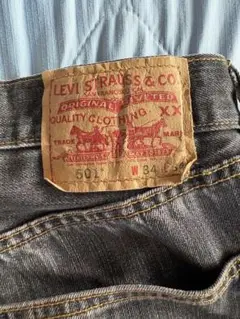 LEVI STRAUSS & CO.
ORIGINAL RIVETED
QUALITY CLOTHING
XX
TRADE MARK
501 W 34